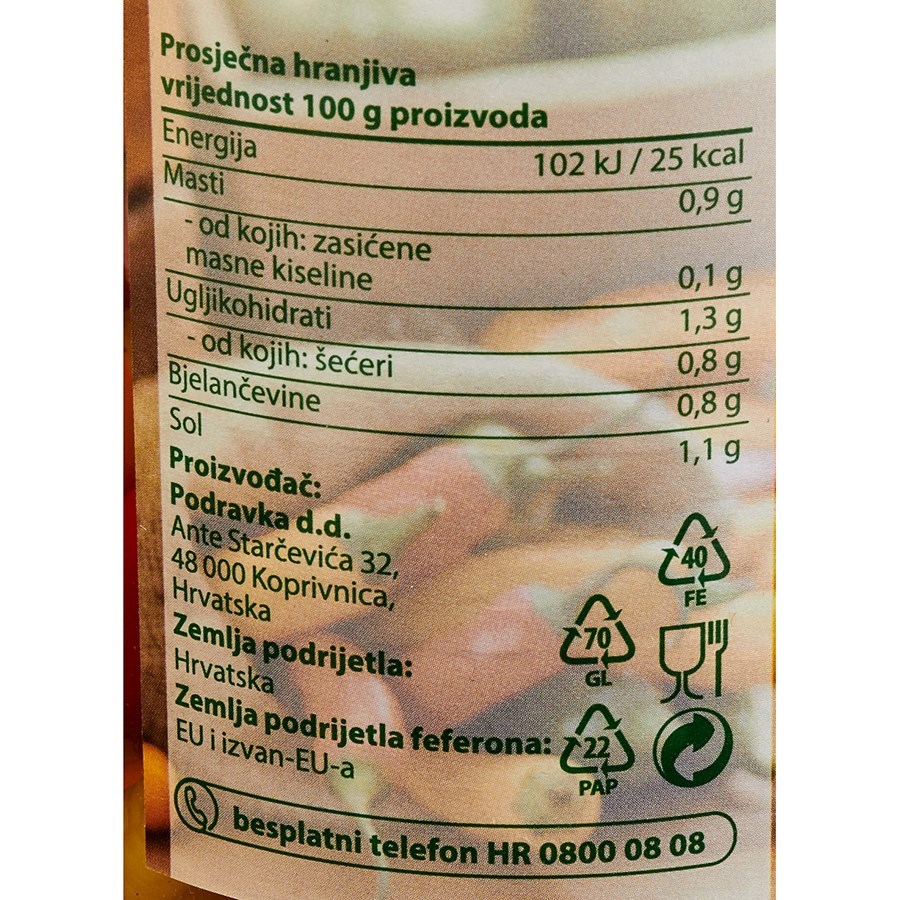 Prosječna hranjiva
vrijednost 100 g proizvoda
Energija 102 kJ / 25 kcal
Masti 0,9 g
- od kojih: zasićene
masne kiseline 0,1 g
Ugljikohidrati 1,3 g
- od kojih: šećeri 0,8 g
Bjelančevine 0,8 g
Sol 1,1 g
Proizvođač:
Podravka d.d.
Ante Starčevića 32,
48 000 Koprivnica,
Hrvatska
Zemlja podrijetla:
Hrvatska
Zemlja podrijetla feferona:
EU i izvan-EU-a
40
FE
70
GL
22
PAP
besplatni telefon HR 0800 08 08